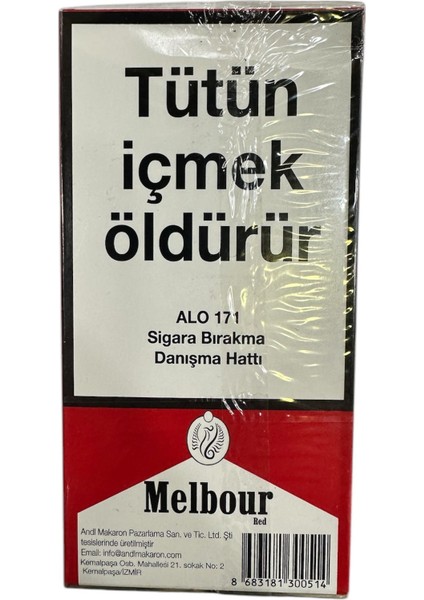 Tütün
içmek
öldürür
ALO 171
Sigara Bırakma
Danışma Hattı
Melbour
Red
Andl Makaron Pazarlama San. ve Tic. Ltd. Şti
tesislerinde üretilmiştir
Email: info@andlmakaron.com
Kemalpaşa Osb. Mahallesi 21. sokak No: 2
Kemalpaşa/İZMİR
8 683181 300514